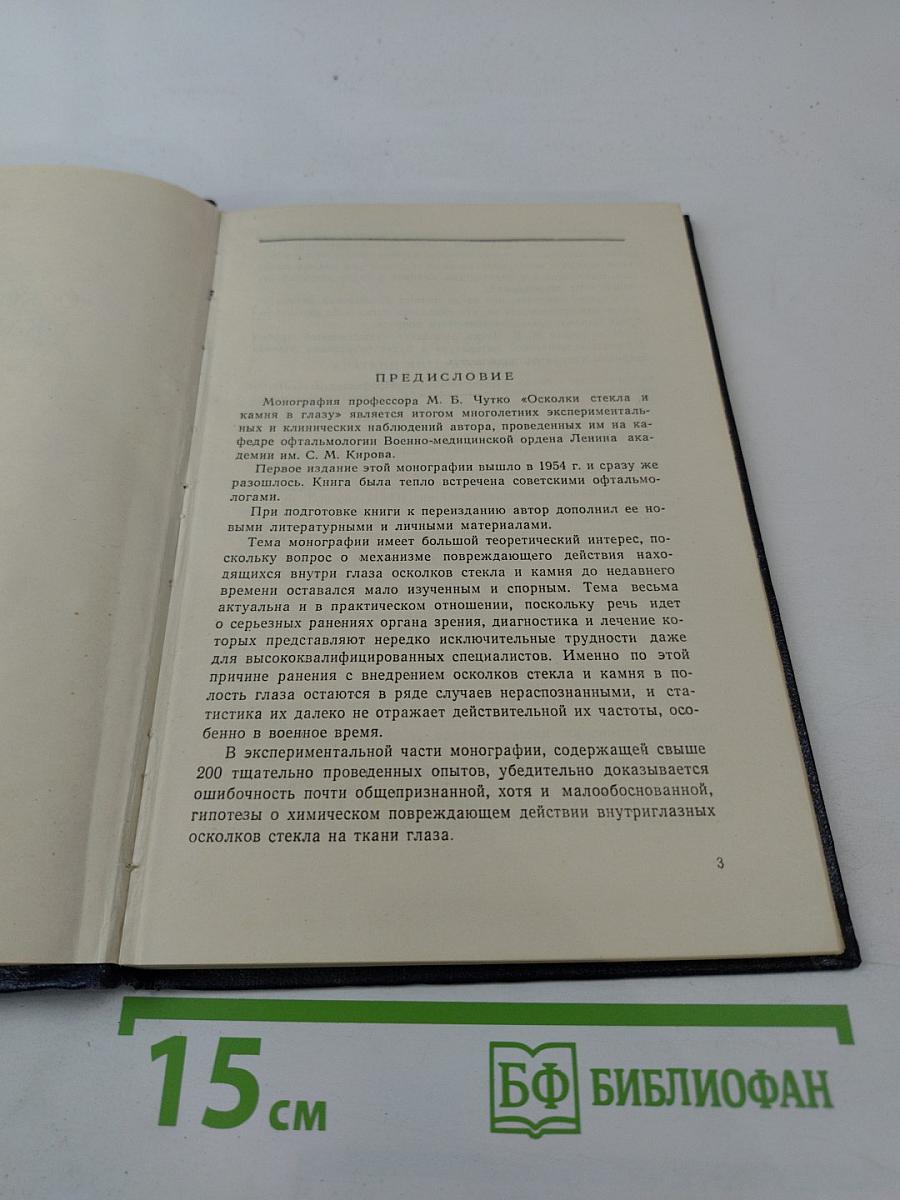 ПРЕДИСЛОВИЕ
Монография профессора М. Б. Чутко «Осколки стекла и
камня в глазу» является итогом многолетних эксперименталь-
ных и клинических наблюдений автора, проведенных им на ка-
федре офтальмологии Военно-медицинской ордена Ленина ака-
демии им. С. М. Кирова.
Первое издание этой монографии вышло в 1954 г. и сразу же
разошлось. Книга была тепло встречена советскими офтальмо-
логами.
При подготовке книги к переизданию автор дополнил ее но-
выми литературными и личными материалами.
Тема монографии имеет большой теоретический интерес, по-
скольку вопрос о механизме повреждающего действия нахо-
дящихся внутри глаза осколков стекла и камня до недавнего
времени оставался мало изученным и спорным. Тема весьма
актуальна и в практическом отношении, поскольку речь идет
о серьезных ранениях органа зрения, диагностика и лечение ко-
торых представляют нередко исключительные трудности даже
для высококвалифицированных специалистов. Именно по этой
причине ранения с внедрением осколков стекла и камня в по-
лость глаза остаются в ряде случаев нераспознанными, и ста-
тистика их далеко не отражает действительной их частоты, осо-
бенно в военное время.
В экспериментальной части монографии, содержащей свыше
200 тщательно проведенных опытов, убедительно доказывается
ошибочность почти общепризнанной, хотя и малообоснованной,
гипотезы о химическом повреждающем действии внутриглазных
осколков стекла на ткани глаза.
3
15 см
БФ БИБЛИОФАН